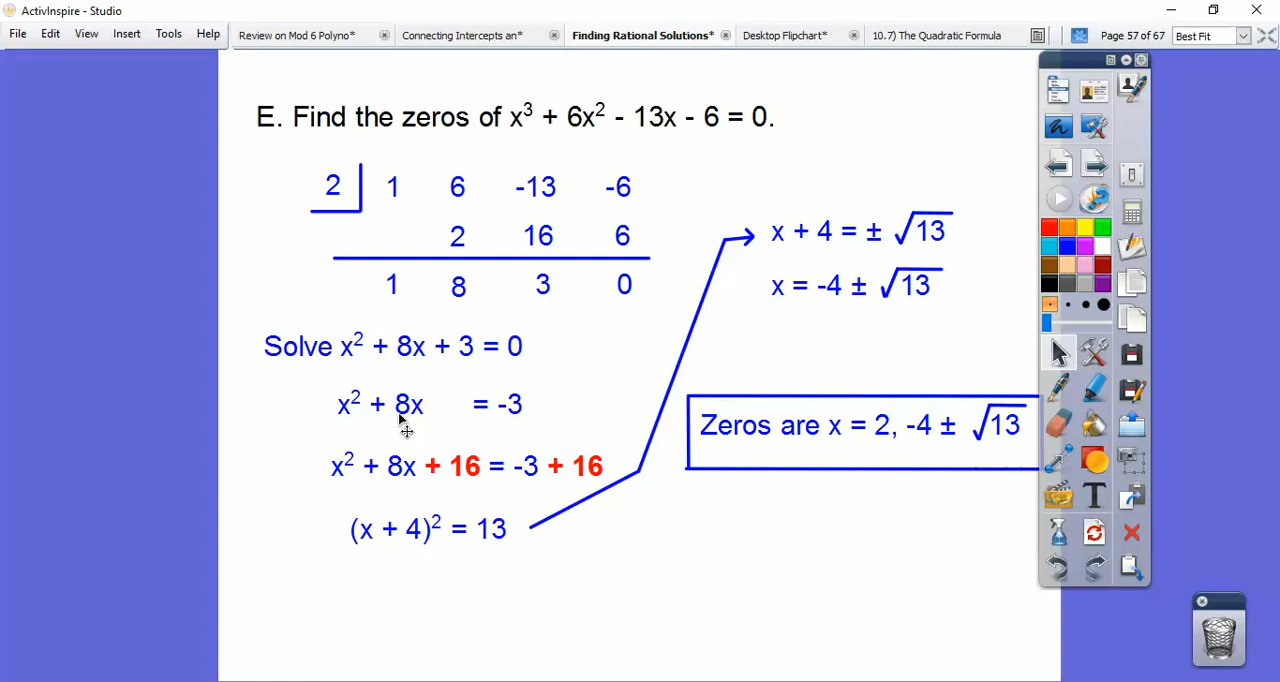 ActivInspire - Studio
File Edit View Insert Tools Help
Review on Mod 6 Polyno* Connecting Intercepts an* Finding Rational Solutions* Desktop Flipchart* 10.7) The Quadratic Formula Page 57 of 67 Best Fit
E. Find the zeros of x³ + 6x² - 13x - 6 = 0.
2 1 6 -13 -6
2 16 6
1 8 3 0
Solve x² + 8x + 3 = 0
x² + 8x = -3
x² + 8x + 16 = -3 + 16
(x + 4)² = 13
x + 4 = ± √13
x = -4 ± √13
Zeros are x = 2, -4 ± √13